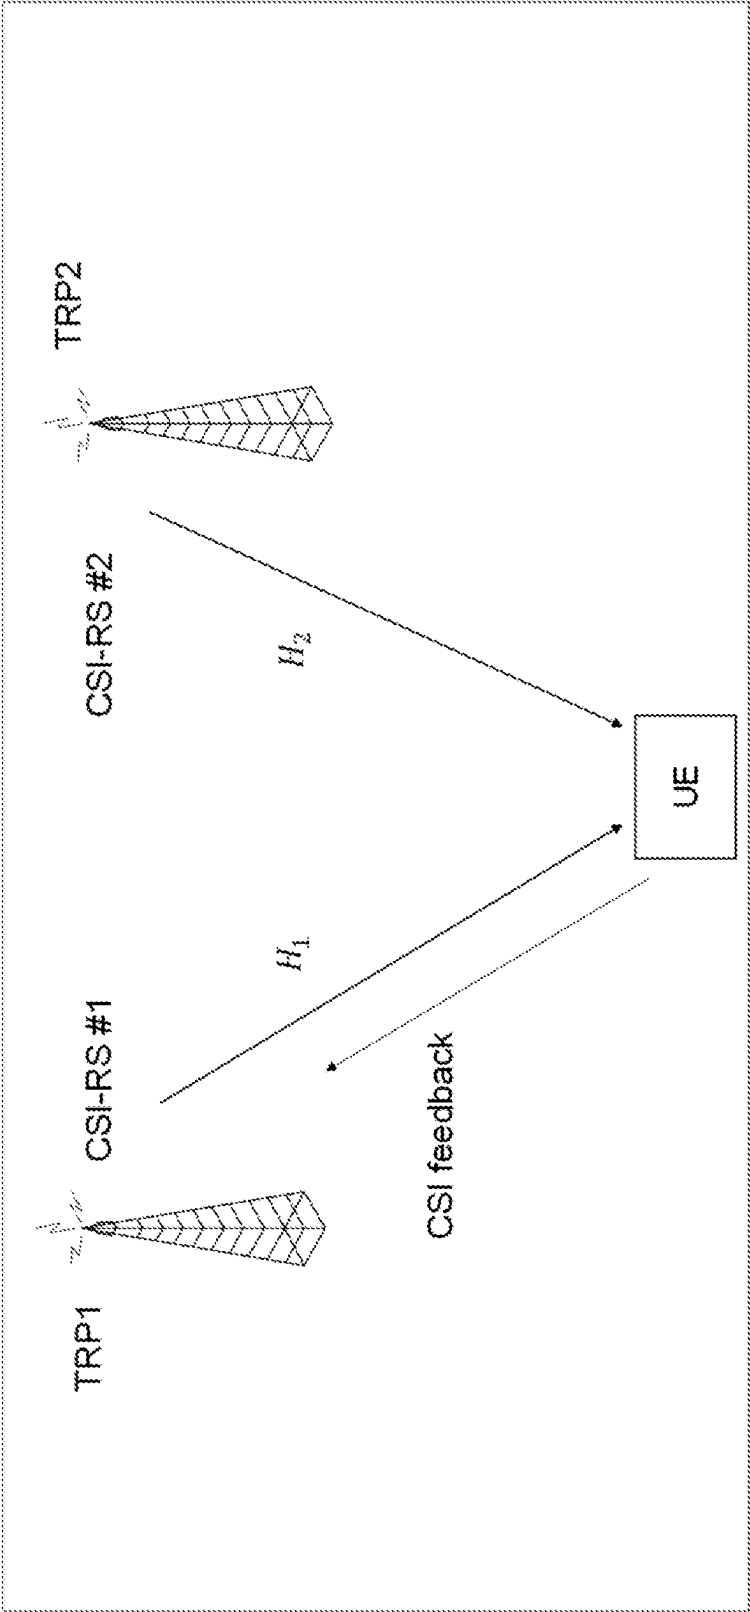 TRP1
TRP2
CSI-RS #1
CSI-RS #2
H₁
H₂
CSI feedback
UE